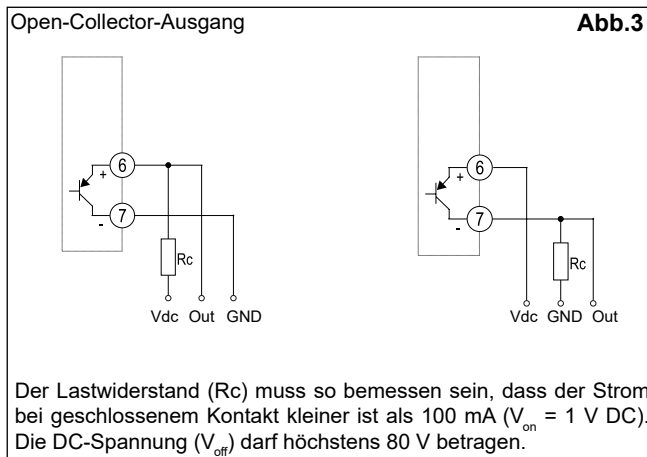 Open-Collector-Ausgang
Abb.3
+ 6
- 7
Rc
Vdc Out GND
+ 6
- 7
Rc
Vdc GND Out
Der Lastwiderstand (Rc) muss so bemessen sein, dass der Strom
bei geschlossenem Kontakt kleiner ist als 100 mA (Von = 1 V DC).
Die DC-Spannung (Voff) darf höchstens 80 V betragen.